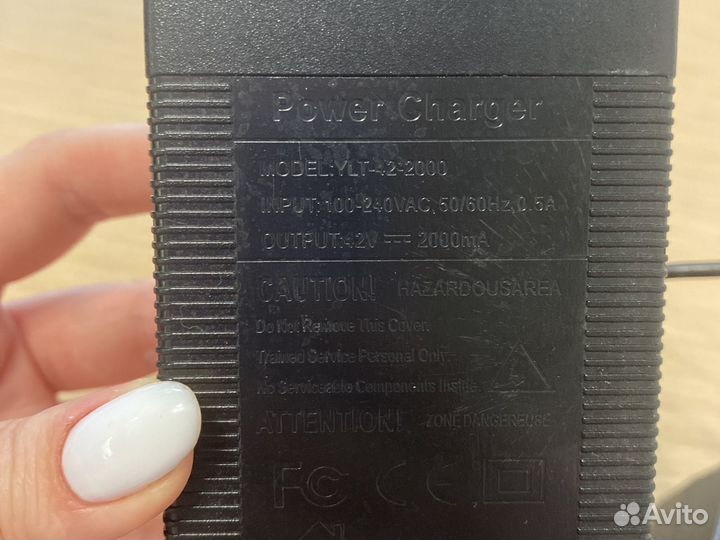 Power Charger
MODEL:YLT-42-2000
INPUT:100-240VAC, 50/60Hz,0.5A
OUTPUT:42V ⎓ 2000mA
CAUTION! HAZARDOUSAREA
Do Not Remove This Cover.
Trained Service Personal Only.
No Serviceable Components Inside.
ATTENTION! ZONE DANGEREUSE
FC CE
Avito